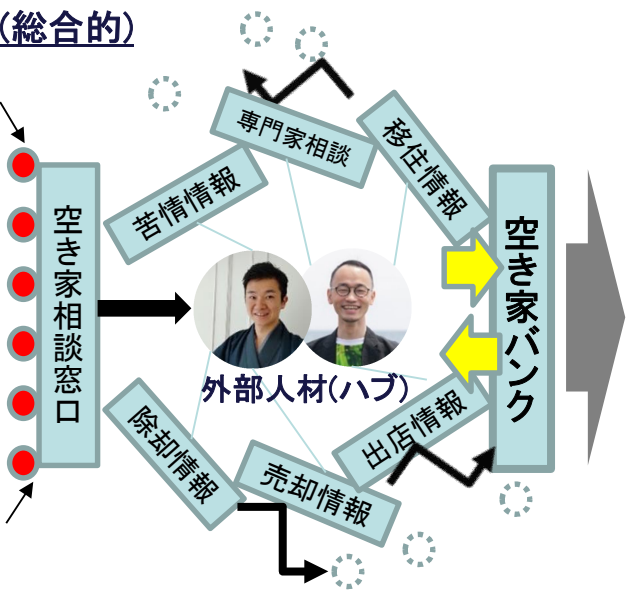 (総合的)
専門家相談
移住情報
苦情情報
空き家相談窓口
空き家バンク
外部人材(ハブ)
除却情報
売却情報
出店情報